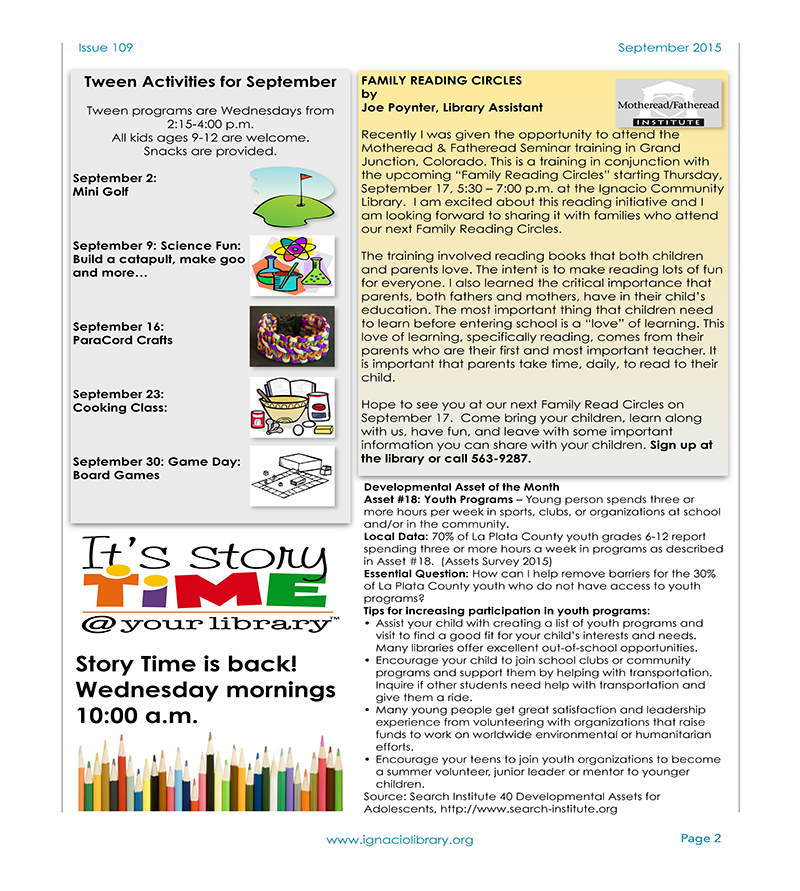 Issue 109
September 2015
Tween Activities for September
Tween programs are Wednesdays from
2:15-4:00 p.m.
All kids ages 9-12 are welcome.
Snacks are provided.
September 2:
Mini Golf
September 9: Science Fun:
Build a catapult, make goo
and more…
September 16:
ParaCord Crafts
September 23:
Cooking Class:
September 30: Game Day:
Board Games
It's story
TiME
@ your library™
Story Time is back!
Wednesday mornings
10:00 a.m.
FAMILY READING CIRCLES
by
Joe Poynter, Library Assistant
Motheread/Fatheread
INSTITUTE
Recently I was given the opportunity to attend the
Motheread & Fatheread Seminar training in Grand
Junction, Colorado. This is a training in conjunction with
the upcoming “Family Reading Circles” starting Thursday,
September 17, 5:30 – 7:00 p.m. at the Ignacio Community
Library.  I am excited about this reading initiative and I
am looking forward to sharing it with families who attend
our next Family Reading Circles.
The training involved reading books that both children
and parents love. The intent is to make reading lots of fun
for everyone. I also learned the critical importance that
parents, both fathers and mothers, have in their child’s
education. The most important thing that children need
to learn before entering school is a “love” of learning. This
love of learning, specifically reading, comes from their
parents who are their first and most important teacher. It
is important that parents take time, daily, to read to their
child.
Hope to see you at our next Family Read Circles on
September 17.  Come bring your children, learn along
with us, have fun, and leave with some important
information you can share with your children. Sign up at
the library or call 563-9287.
Developmental Asset of the Month
Asset #18: Youth Programs – Young person spends three or
more hours per week in sports, clubs, or organizations at school
and/or in the community.
Local Data: 70% of La Plata County youth grades 6-12 report
spending three or more hours a week in programs as described
in Asset #18.  (Assets Survey 2015)
Essential Question: How can I help remove barriers for the 30%
of La Plata County youth who do not have access to youth
programs?
Tips for increasing participation in youth programs:
• Assist your child with creating a list of youth programs and
visit to find a good fit for your child’s interests and needs.
Many libraries offer excellent out-of-school opportunities.
• Encourage your child to join school clubs or community
programs and support them by helping with transportation.
Inquire if other students need help with transportation and
give them a ride.
• Many young people get great satisfaction and leadership
experience from volunteering with organizations that raise
funds to work on worldwide environmental or humanitarian
efforts.
• Encourage your teens to join youth organizations to become
a summer volunteer, junior leader or mentor to younger
children.
Source: Search Institute 40 Developmental Assets for
Adolescents, http://www.search-institute.org
www.ignaciolibrary.org
Page 2